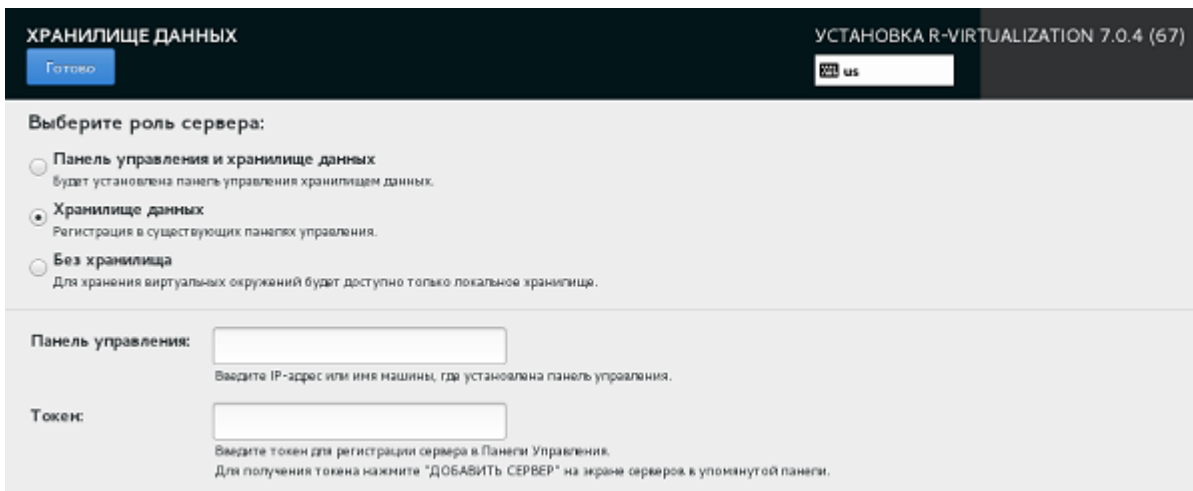 ХРАНИЛИЩЕ ДАННЫХ
УСТАНОВКА R-VIRTUALIZATION 7.0.4 (67)
Готово
us
Выберите роль сервера:
Панель управления и хранилище данных
Будет установлена панель управления хранилищем данных.
Хранилище данных
Регистрация в существующих панелях управления.
Без хранилища
Для хранения виртуальных окружений будет доступно только локальное хранилище.
Панель управления:
Введите IP-адрес или имя машины, где установлена панель управления.
Токен:
Введите токен для регистрации сервера в Панели Управления.
Для получения токена нажмите "ДОБАВИТЬ СЕРВЕР" на экране серверов в упомянутой панели.